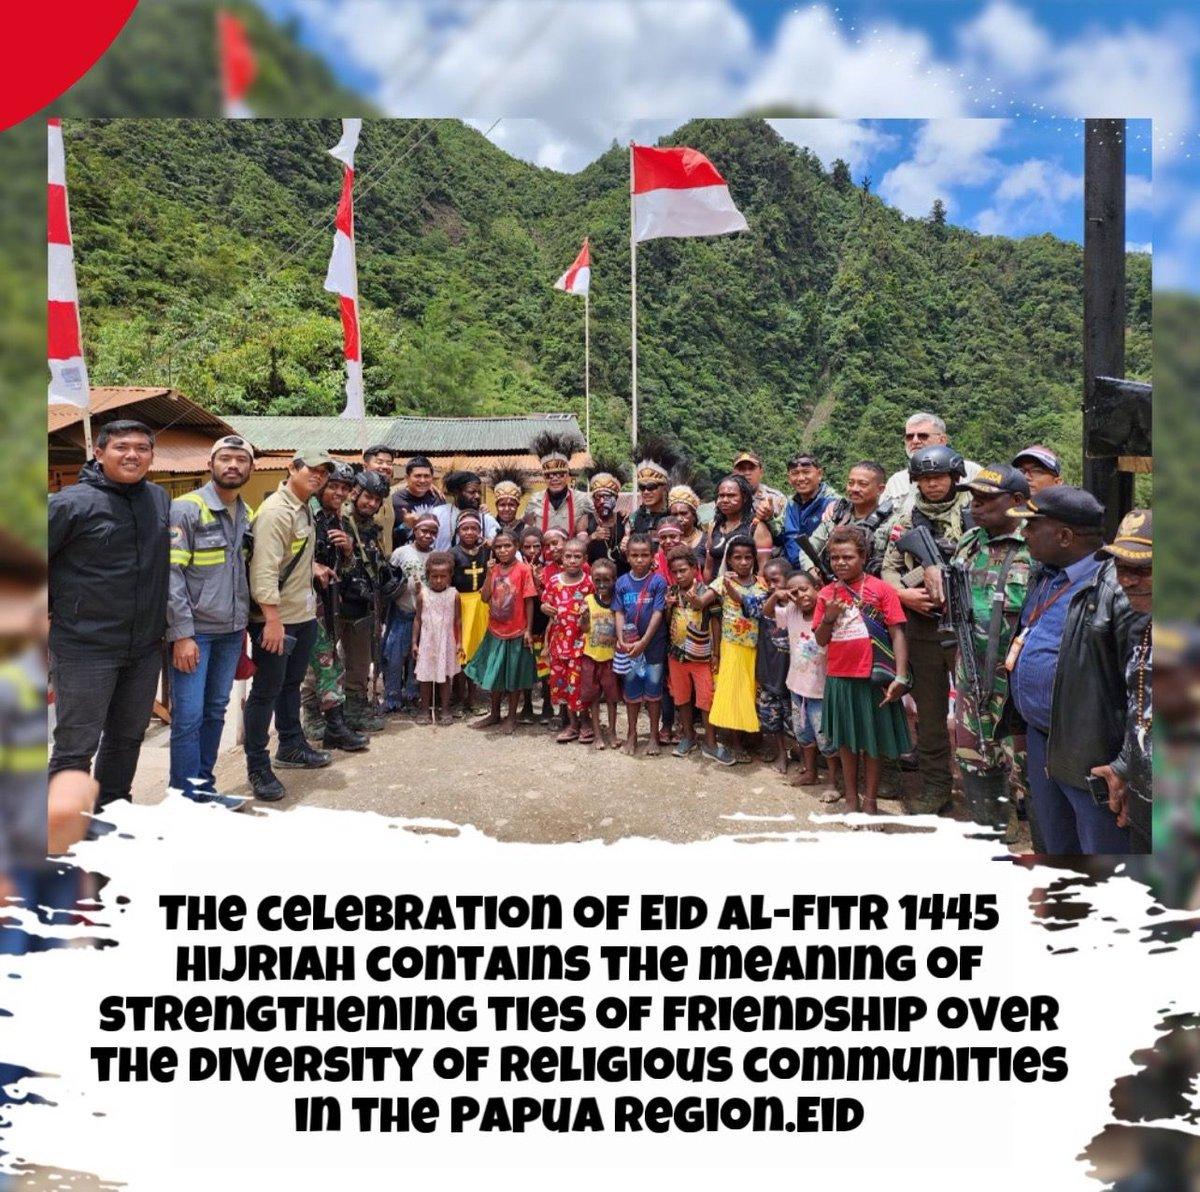 THE CELEBRATION OF EID AL-FITR 1445
HIJRIAH CONTAINS THE MEANING OF
STRENGTHENING TIES OF FRIENDSHIP OVER
THE DIVERSITY OF RELIGIOUS COMMUNITIES
IN THE PAPUA REGION.EID